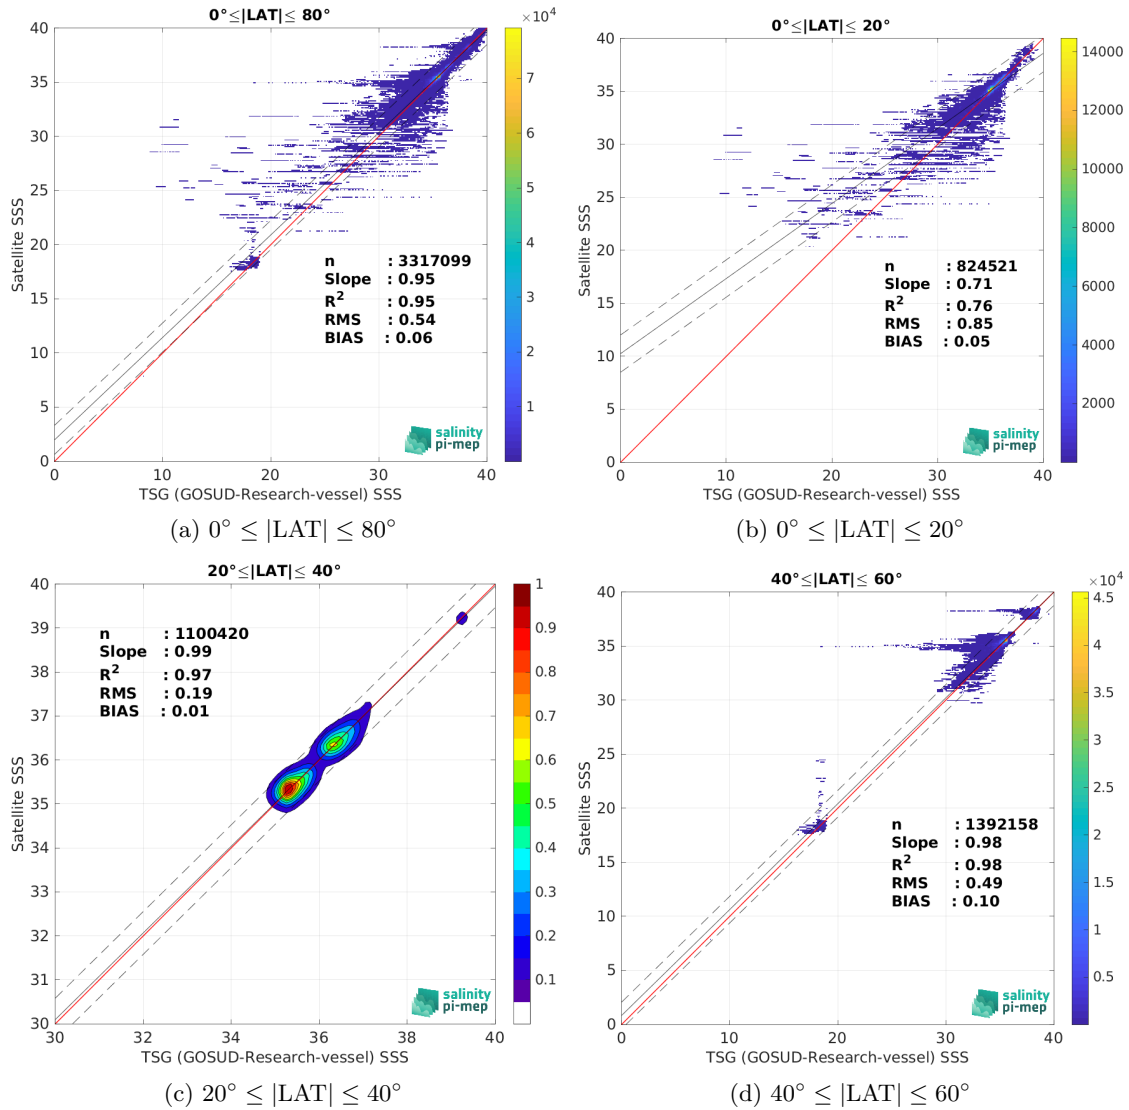 0°≤|LAT|≤ 80°
×10⁴
40
35
30
25
20
15
10
5
0
0
10
20
30
40
7
6
5
4
3
2
1
Satellite SSS
TSG (GOSUD-Research-vessel) SSS
n : 3317099
Slope : 0.95
R² : 0.95
RMS : 0.54
BIAS : 0.06
salinity
pi-mep
(a) 0° ≤ |LAT| ≤ 80°
0°≤|LAT|≤ 20°
40
35
30
25
20
15
10
5
0
0
10
20
30
40
14000
12000
10000
8000
6000
4000
2000
Satellite SSS
TSG (GOSUD-Research-vessel) SSS
n : 824521
Slope : 0.71
R² : 0.76
RMS : 0.85
BIAS : 0.05
salinity
pi-mep
(b) 0° ≤ |LAT| ≤ 20°
20°≤|LAT|≤ 40°
40
39
38
37
36
35
34
33
32
31
30
30
32
34
36
38
40
1
0.9
0.8
0.7
0.6
0.5
0.4
0.3
0.2
0.1
Satellite SSS
TSG (GOSUD-Research-vessel) SSS
n : 1100420
Slope : 0.99
R² : 0.97
RMS : 0.19
BIAS : 0.01
salinity
pi-mep
(c) 20° ≤ |LAT| ≤ 40°
40°≤|LAT|≤ 60°
×10⁴
40
35
30
25
20
15
10
5
0
0
10
20
30
40
4.5
4
3.5
3
2.5
2
1.5
1
0.5
Satellite SSS
TSG (GOSUD-Research-vessel) SSS
n : 1392158
Slope : 0.98
R² : 0.98
RMS : 0.49
BIAS : 0.10
salinity
pi-mep
(d) 40° ≤ |LAT| ≤ 60°